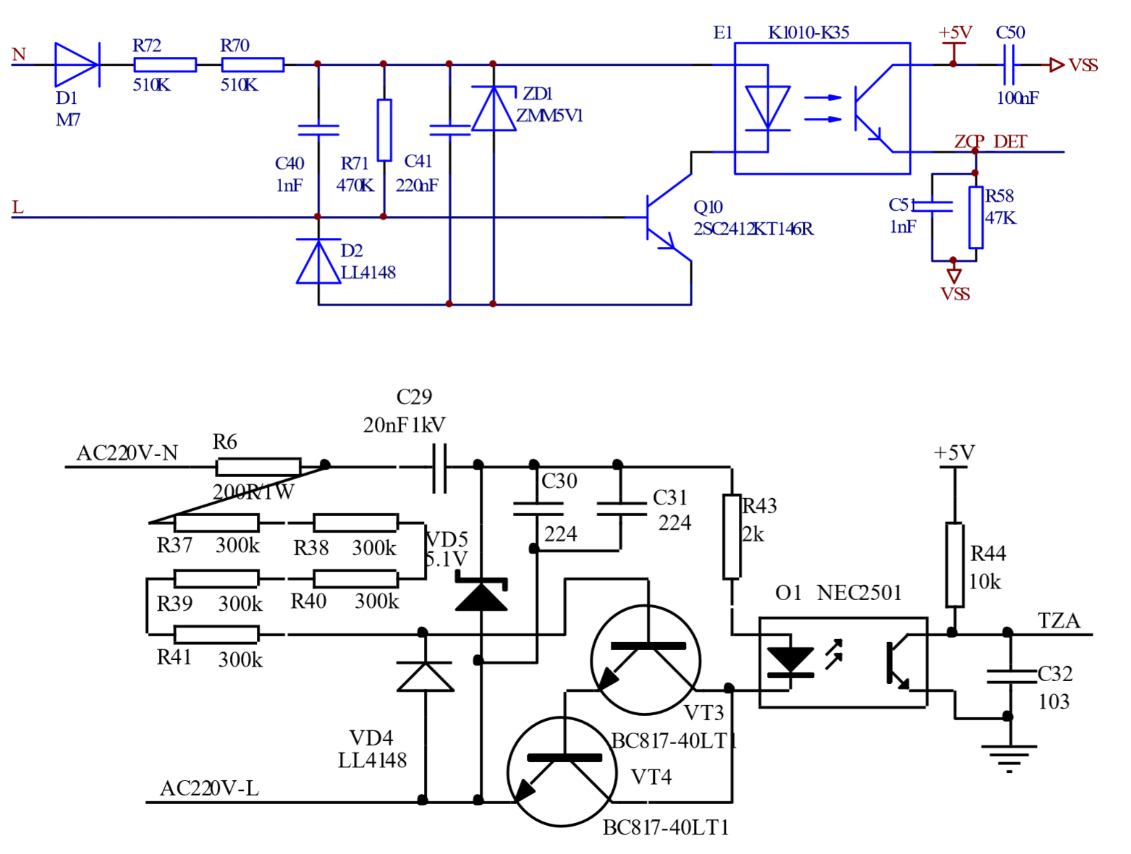 N
D1
M7
R72
510K
R70
510K
C40
1nF
R71
470K
C41
220nF
ZD1
ZMM5V1
E1
K1010-K35
+5V
C50
100nF
VSS
ZCP_DET
L
D2
LL4148
Q10
2SC2412KT146R
C51
1nF
R58
47K
VSS
C29
20nF1kV
AC220V-N
R6
200R/1W
R37
300k
R38
300k
VD5
5.1V
C30
224
C31
224
R43
2k
+5V
R44
10k
R39
300k
R40
300k
O1
NEC2501
TZA
R41
300k
C32
103
VT3
BC817-40LT1
VD4
LL4148
VT4
AC220V-L
BC817-40LT1